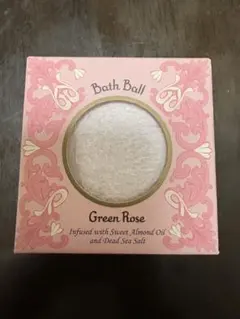 Bath Ball
Green Rose
Infused with Sweet Almond Oil
and Dead Sea Salt